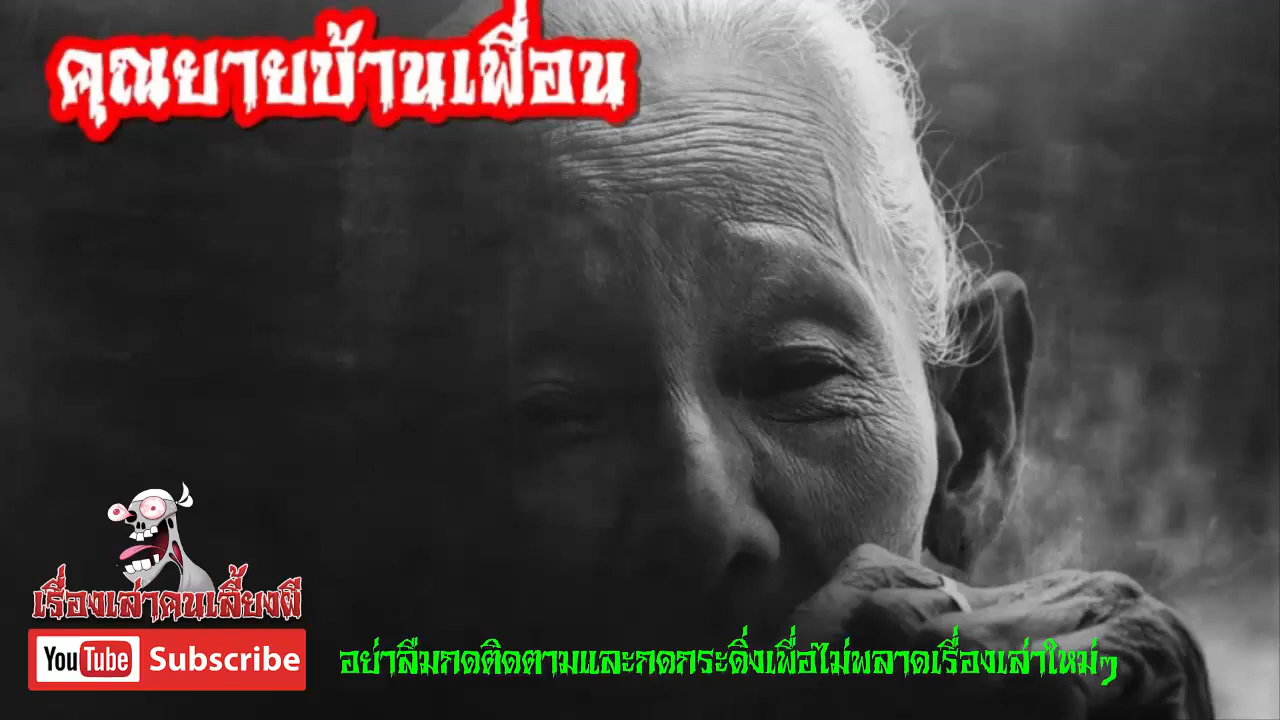 คุณยายบ้านเพื่อน
เรื่องเล่าคนเลี้ยงผี
YouTube Subscribe
อย่าลืมกดติดตามและกดกระดิ่งเพื่อไม่พลาดเรื่องเล่าใหม่ๆ